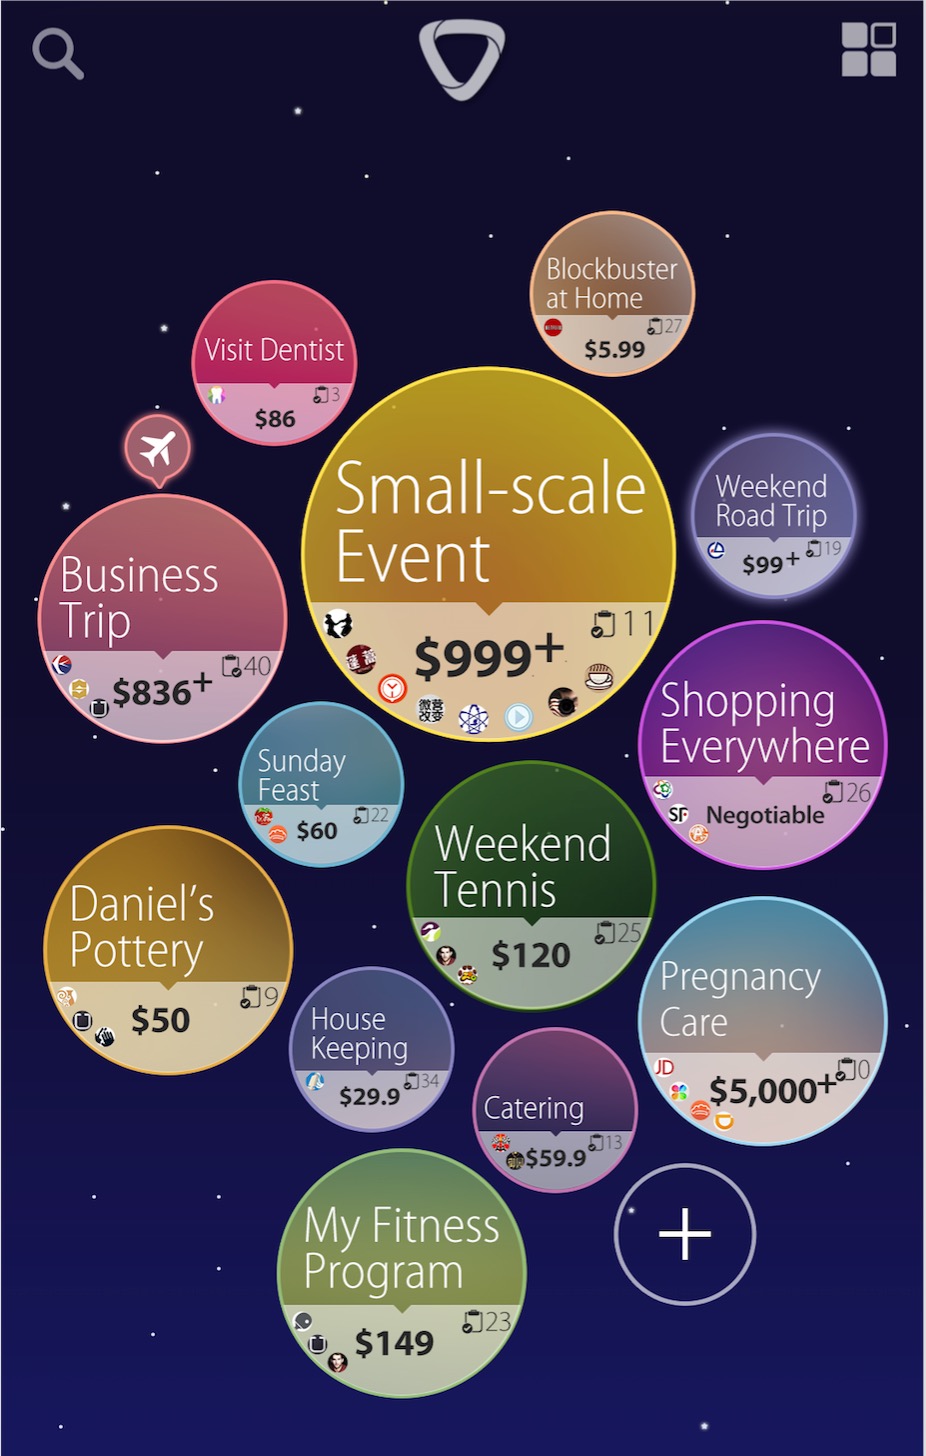 Blockbuster
at Home
27
$5.99
Visit Dentist
3
$86
Small-scale
Event
11
$999+
微营
改变
Weekend
Road Trip
19
$99+
Business
Trip
40
$836+
Shopping
Everywhere
26
SF
Negotiable
Sunday
Feast
22
$60
Weekend
Tennis
25
$120
Daniel’s
Pottery
9
$50
Pregnancy
Care
JD
0
$5,000+
House
Keeping
34
$29.9
Catering
13
$59.9
My Fitness
Program
23
$149